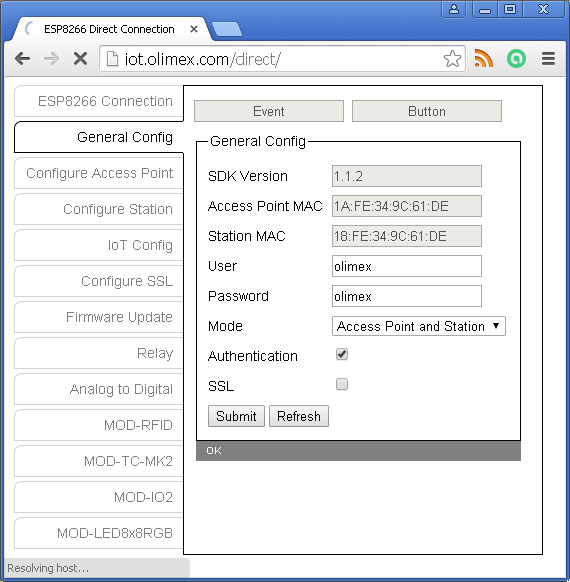 ESP8266 Direct Connection
iot.olimex.com/direct/
ESP8266 Connection
General Config
Configure Access Point
Configure Station
IoT Config
Configure SSL
Firmware Update
Relay
Analog to Digital
MOD-RFID
MOD-TC-MK2
MOD-IO2
MOD-LED8x8RGB
Event Button
General Config
SDK Version 1.1.2
Access Point MAC 1A:FE:34:9C:61:DE
Station MAC 18:FE:34:9C:61:DE
User olimex
Password olimex
Mode Access Point and Station
Authentication
SSL
Submit Refresh
OK
Resolving host...